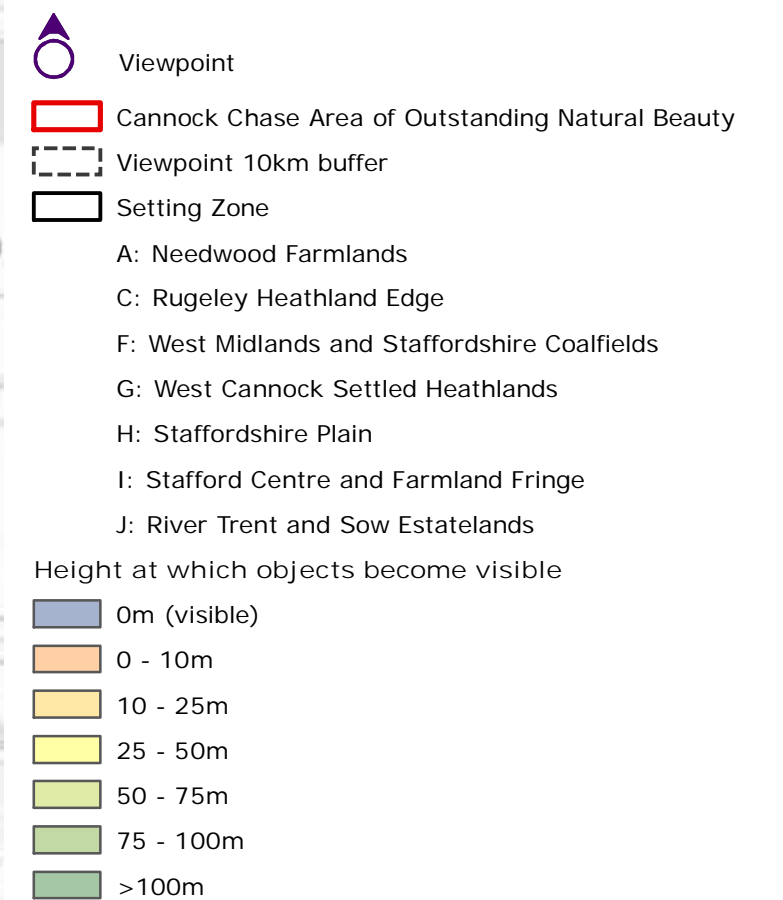 Viewpoint
Cannock Chase Area of Outstanding Natural Beauty
Viewpoint 10km buffer
Setting Zone
A: Needwood Farmlands
C: Rugeley Heathland Edge
F: West Midlands and Staffordshire Coalfields
G: West Cannock Settled Heathlands
H: Staffordshire Plain
I: Stafford Centre and Farmland Fringe
J: River Trent and Sow Estatelands
Height at which objects become visible
0m (visible)
0 - 10m
10 - 25m
25 - 50m
50 - 75m
75 - 100m
>100m